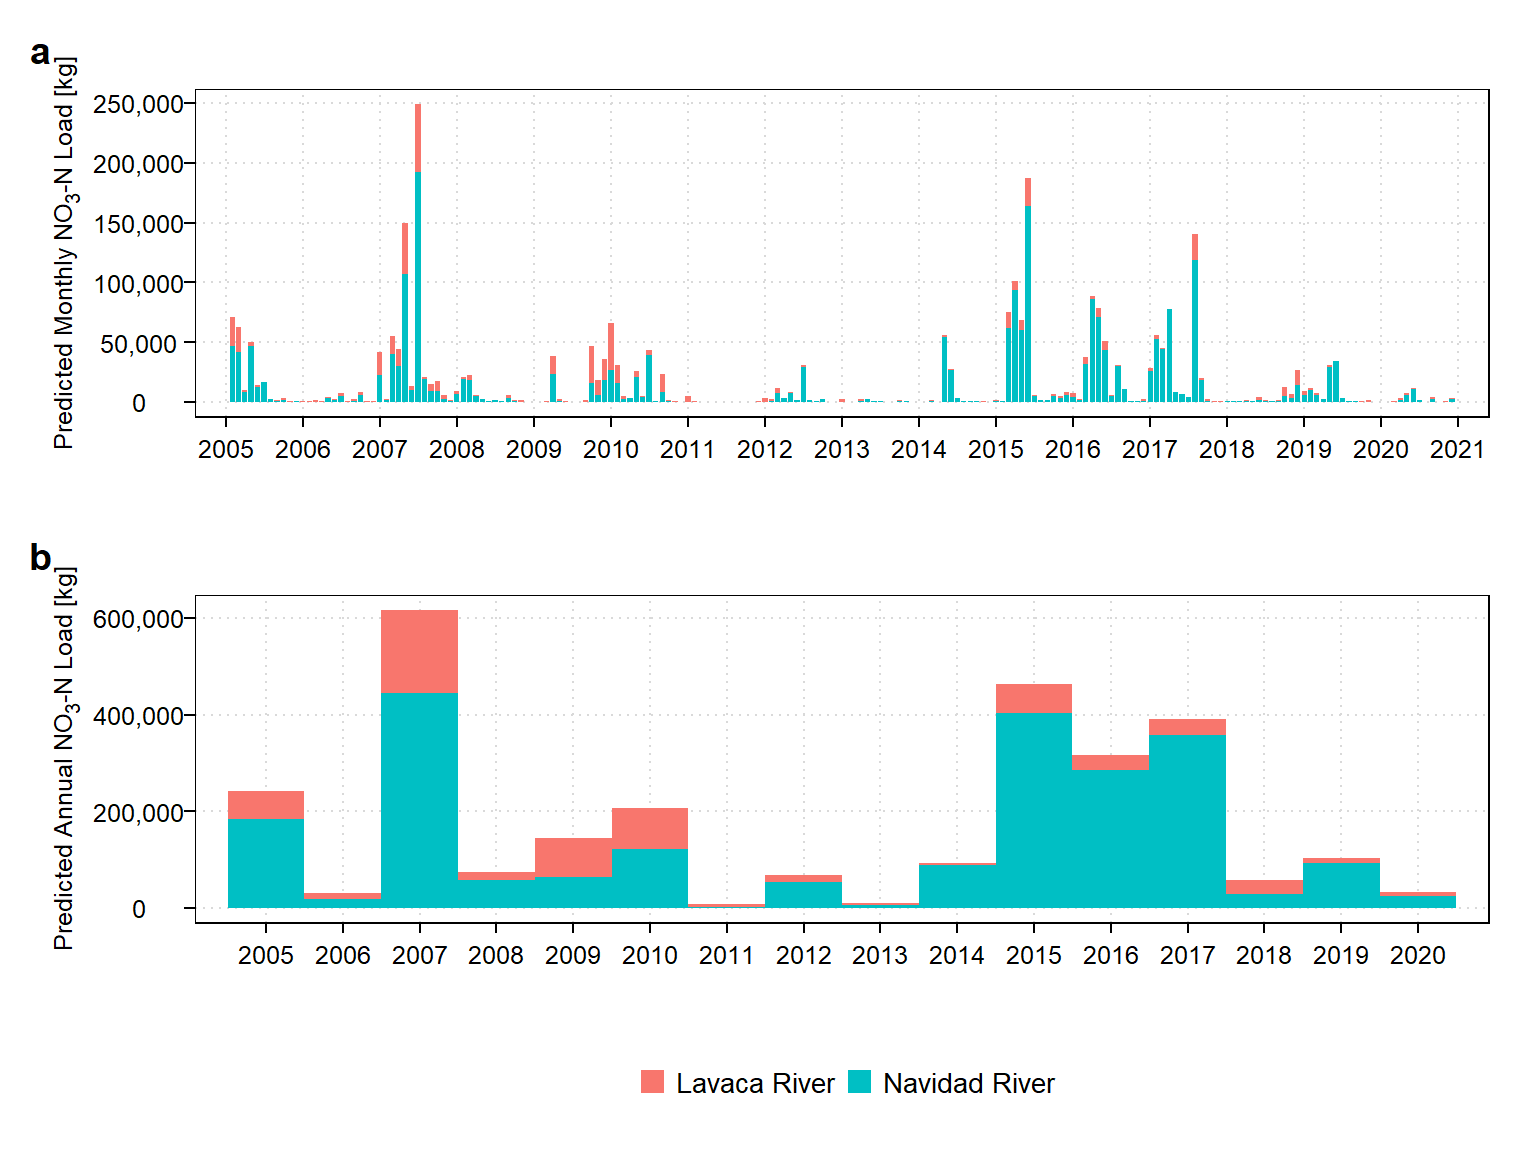 a
Predicted Monthly NO3-N Load [kg]
250,000
200,000
150,000
100,000
50,000
0
2005 2006 2007 2008 2009 2010 2011 2012 2013 2014 2015 2016 2017 2018 2019 2020 2021
b
Predicted Annual NO3-N Load [kg]
600,000
400,000
200,000
0
2005 2006 2007 2008 2009 2010 2011 2012 2013 2014 2015 2016 2017 2018 2019 2020
Lavaca River Navidad River